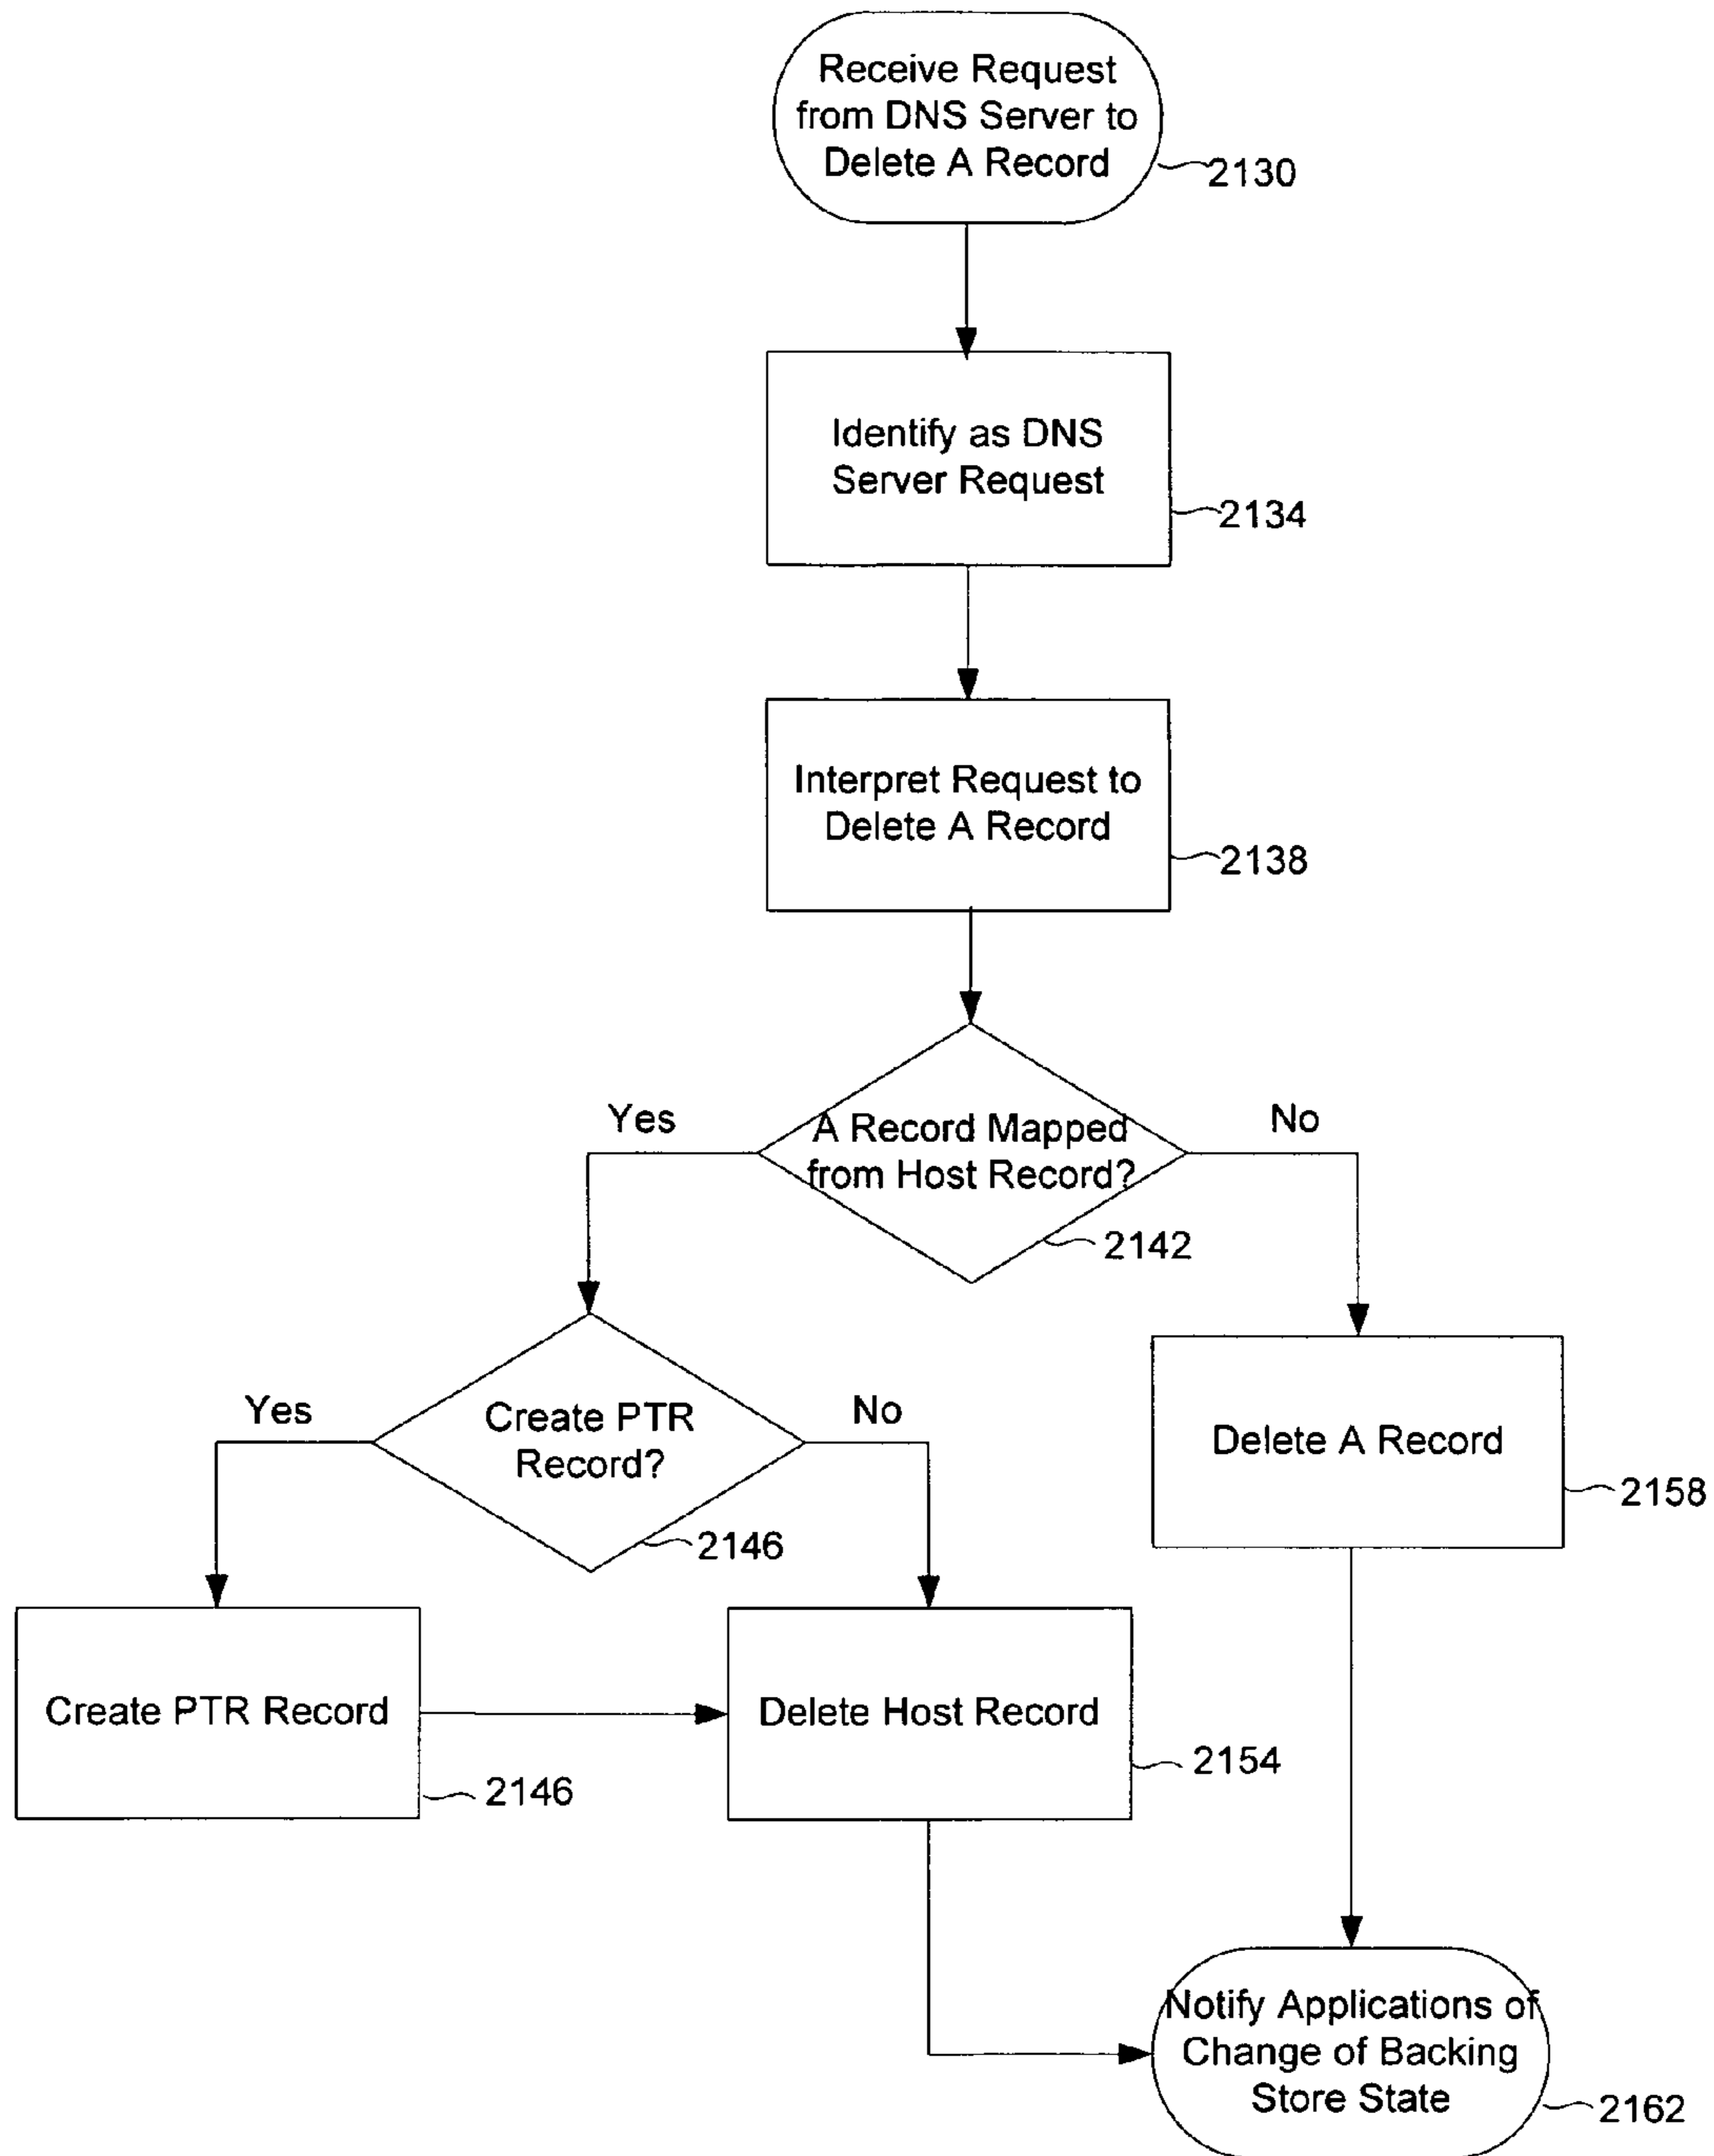 Receive Request
from DNS Server to
Delete A Record
2130
Identify as DNS
Server Request
2134
Interpret Request to
Delete A Record
2138
Yes
A Record Mapped
from Host Record?
No
2142
Yes
Create PTR
Record?
No
2146
Delete A Record
2158
Create PTR Record
2146
Delete Host Record
2154
Notify Applications of
Change of Backing
Store State
2162